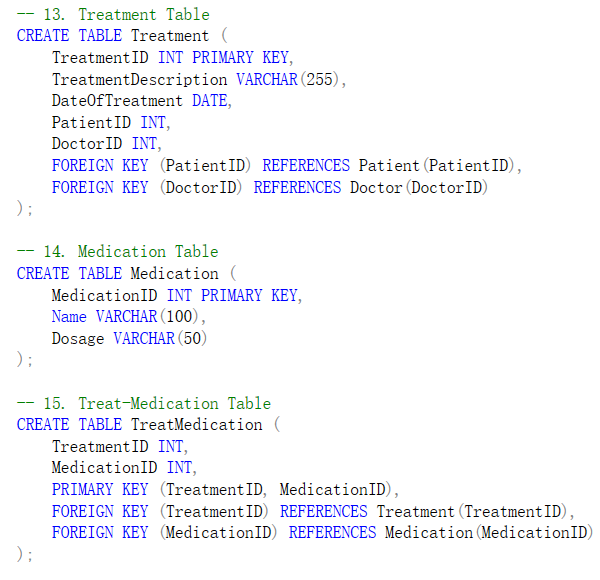 -- 13. Treatment Table
CREATE TABLE Treatment (
    TreatmentID INT PRIMARY KEY,
    TreatmentDescription VARCHAR(255),
    DateOfTreatment DATE,
    PatientID INT,
    DoctorID INT,
    FOREIGN KEY (PatientID) REFERENCES Patient(PatientID),
    FOREIGN KEY (DoctorID) REFERENCES Doctor(DoctorID)
);

-- 14. Medication Table
CREATE TABLE Medication (
    MedicationID INT PRIMARY KEY,
    Name VARCHAR(100),
    Dosage VARCHAR(50)
);

-- 15. Treat-Medication Table
CREATE TABLE TreatMedication (
    TreatmentID INT,
    MedicationID INT,
    PRIMARY KEY (TreatmentID, MedicationID),
    FOREIGN KEY (TreatmentID) REFERENCES Treatment(TreatmentID),
    FOREIGN KEY (MedicationID) REFERENCES Medication(MedicationID)
);